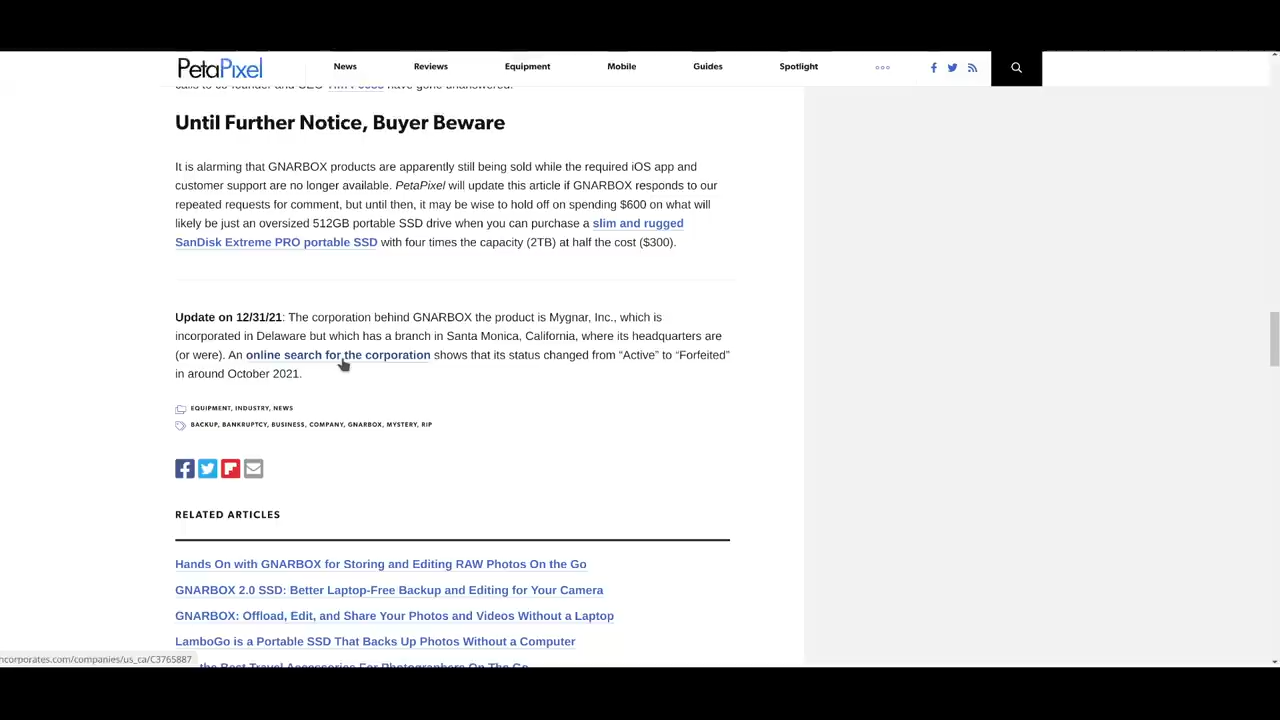 PetaPixel
News
Reviews
Equipment
Mobile
Guides
Spotlight
have gone unanswered.
Until Further Notice, Buyer Beware
It is alarming that GNARBOX products are apparently still being sold while the required iOS app and
customer support are no longer available. PetaPixel will update this article if GNARBOX responds to our
repeated requests for comment, but until then, it may be wise to hold off on spending $600 on what will
likely be just an oversized 512GB portable SSD drive when you can purchase a slim and rugged
SanDisk Extreme PRO portable SSD with four times the capacity (2TB) at half the cost ($300).
Update on 12/31/21: The corporation behind GNARBOX the product is Mygnar, Inc., which is
incorporated in Delaware but which has a branch in Santa Monica, California, where its headquarters are
(or were). An online search for the corporation shows that its status changed from “Active” to “Forfeited”
in around October 2021.
EQUIPMENT, INDUSTRY, NEWS
BACKUP, BANKRUPTCY, BUSINESS, COMPANY, GNARBOX, MYSTERY, RIP
RELATED ARTICLES
Hands On with GNARBOX for Storing and Editing RAW Photos On the Go
GNARBOX 2.0 SSD: Better Laptop-Free Backup and Editing for Your Camera
GNARBOX: Offload, Edit, and Share Your Photos and Videos Without a Laptop
LamboGo is a Portable SSD That Backs Up Photos Without a Computer
the Best Travel Accessories For Photographers On The Go
ncorporates.com/companies/us_ca/C3765887